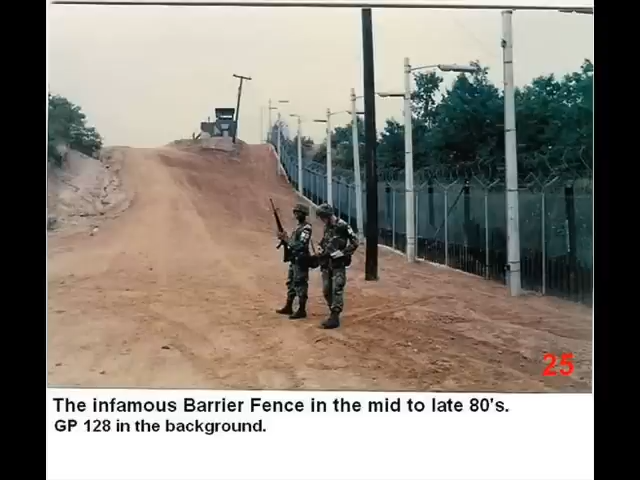 25
The infamous Barrier Fence in the mid to late 80's.
GP 128 in the background.